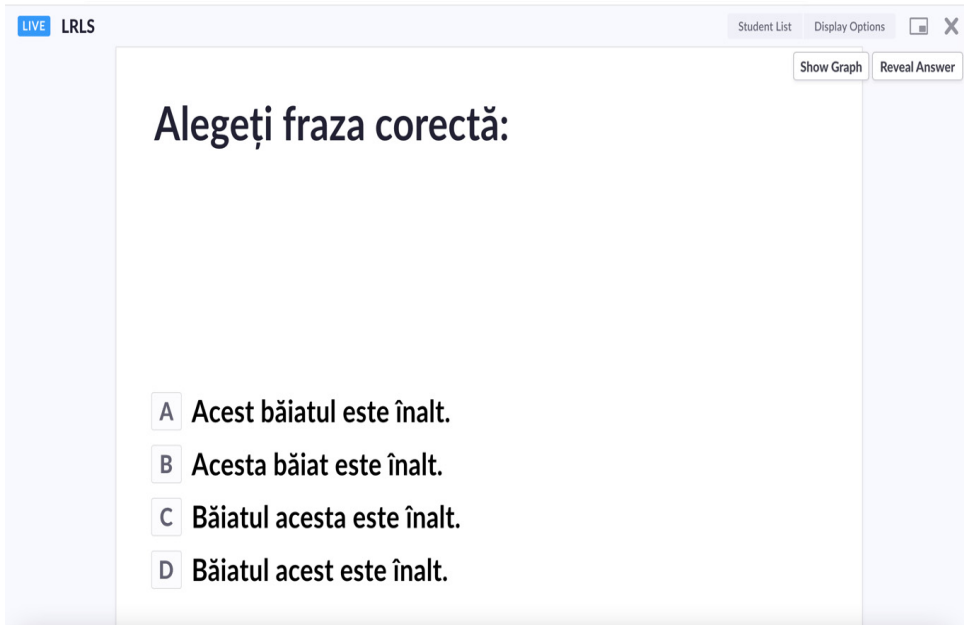 LIVE LRLS Student List Display Options
Show Graph Reveal Answer
Alegeți fraza corectă:
A Acest băiatul este înalt.
B Acesta băiat este înalt.
C Băiatul acesta este înalt.
D Băiatul acest este înalt.